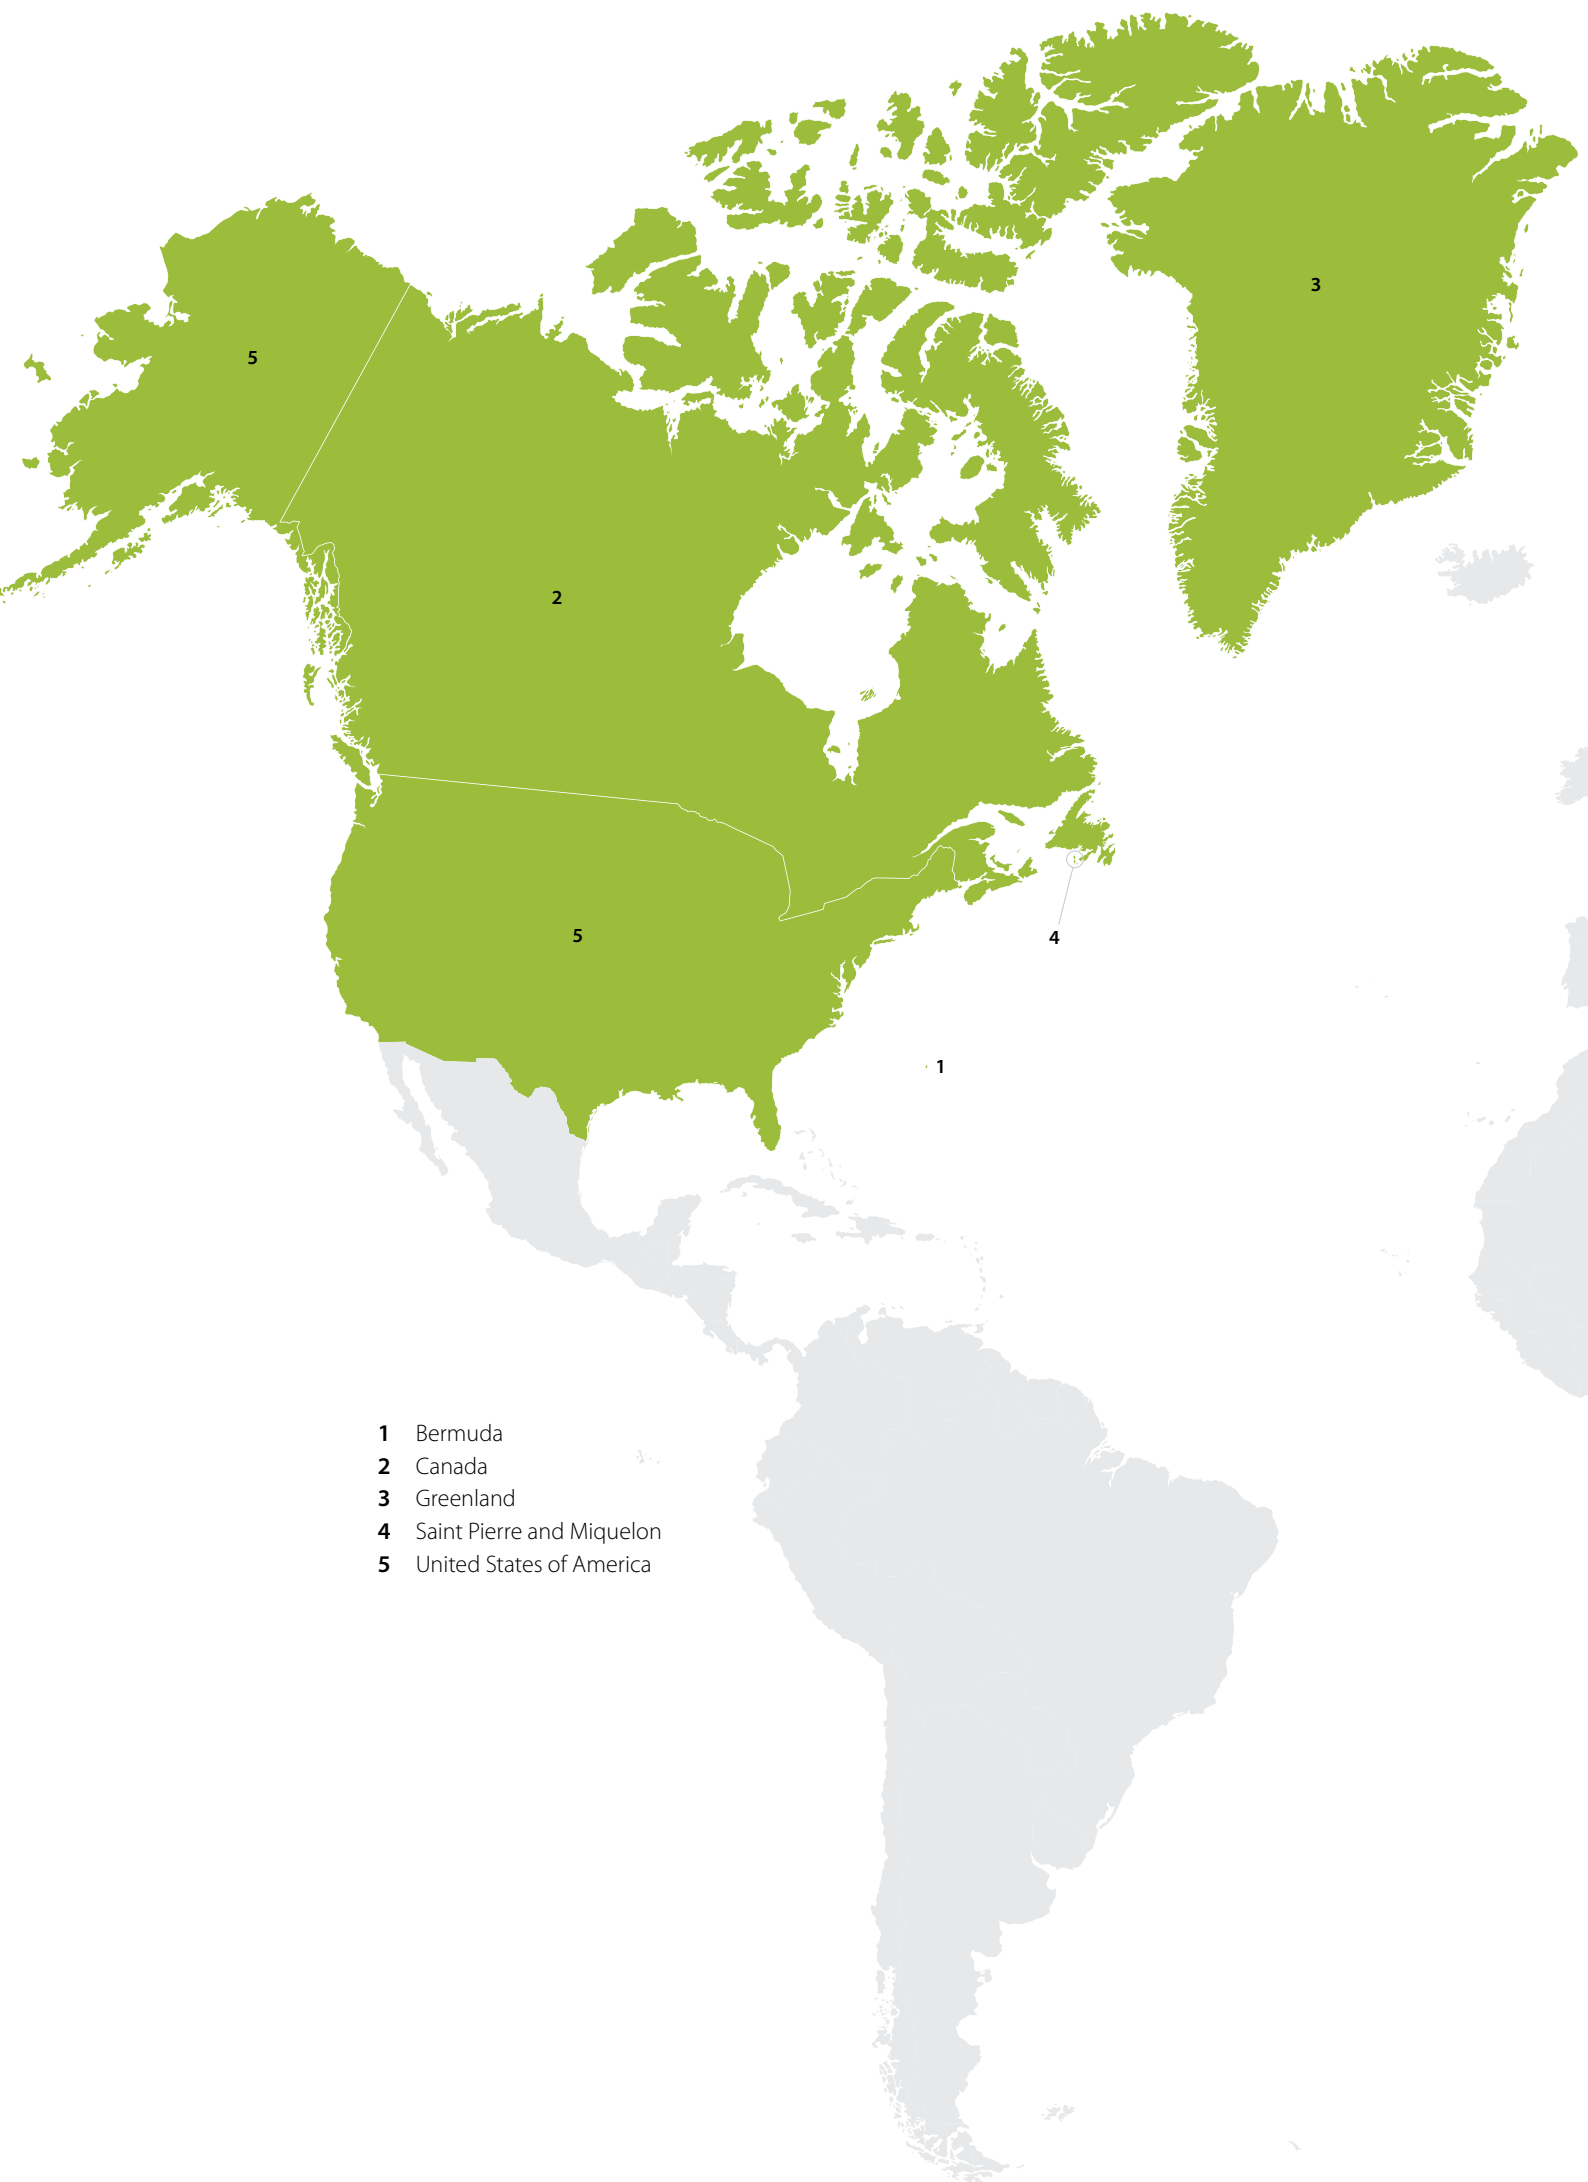 3
5
2
5
4
1
1 Bermuda
2 Canada
3 Greenland
4 Saint Pierre and Miquelon
5 United States of America